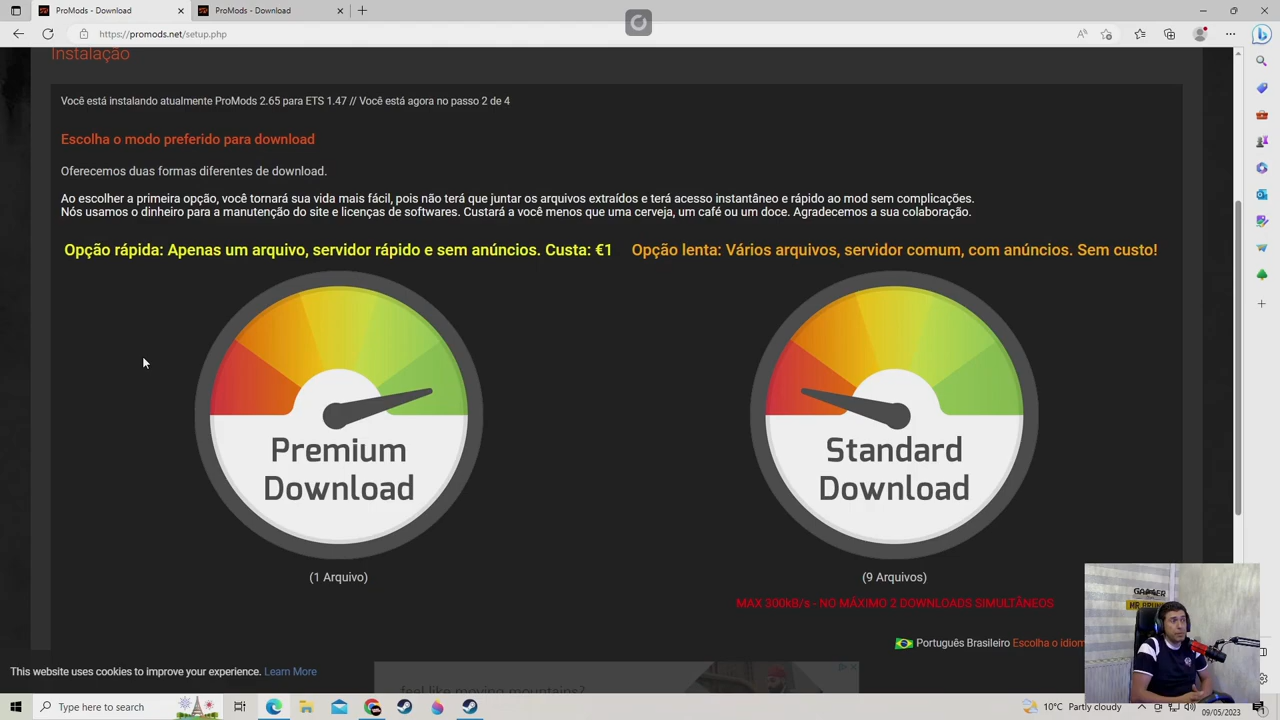 ProMods - Download
ProMods - Download
https://promods.net/setup.php
Instalação
Você está instalando atualmente ProMods 2.65 para ETS 1.47 // Você está agora no passo 2 de 4
Escolha o modo preferido para download
Oferecemos duas formas diferentes de download.
Ao escolher a primeira opção, você tornará sua vida mais fácil, pois não terá que juntar os arquivos extraídos e terá acesso instantâneo e rápido ao mod sem complicações.
Nós usamos o dinheiro para a manutenção do site e licenças de softwares. Custará a você menos que uma cerveja, um café ou um doce. Agradecemos a sua colaboração.
Opção rápida: Apenas um arquivo, servidor rápido e sem anúncios. Custa: €1
Opção lenta: Vários arquivos, servidor comum, com anúncios. Sem custo!
Premium
Download
Standard
Download
(1 Arquivo)
(9 Arquivos)
MAX 300kB/s - NO MÁXIMO 2 DOWNLOADS SIMULTÂNEOS
Português Brasileiro Escolha o idiom
This website uses cookies to improve your experience. Learn More
feel like moving mountains?
Type here to search
10°C Partly cloudy
09/05/2023